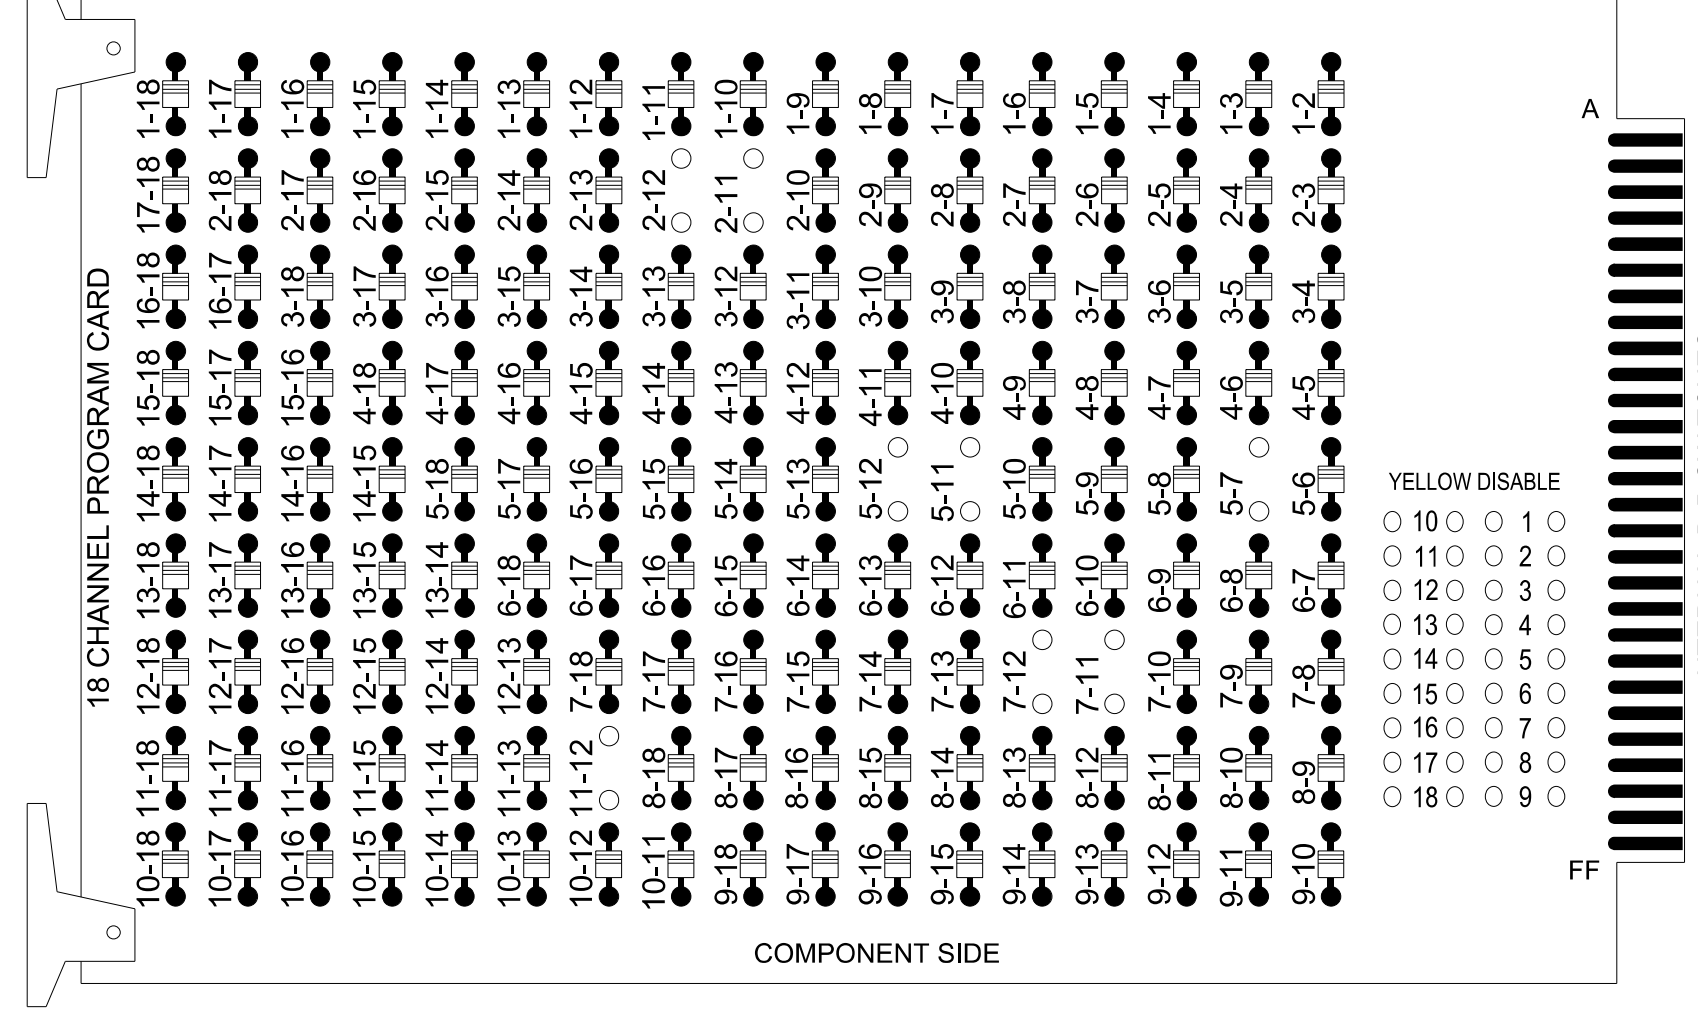 1-18 1-17 1-16 1-15 1-14 1-13 1-12 1-11 1-10 1-9 1-8 1-7 1-6 1-5 1-4 1-3 1-2
17-18 2-18 2-17 2-16 2-15 2-14 2-13 2-12 2-11 2-10 2-9 2-8 2-7 2-6 2-5 2-4 2-3
16-18 16-17 3-18 3-17 3-16 3-15 3-14 3-13 3-12 3-11 3-10 3-9 3-8 3-7 3-6 3-5 3-4
15-18 15-17 15-16 4-18 4-17 4-16 4-15 4-14 4-13 4-12 4-11 4-10 4-9 4-8 4-7 4-6 4-5
14-18 14-17 14-16 14-15 5-18 5-17 5-16 5-15 5-14 5-13 5-12 5-11 5-10 5-9 5-8 5-7 5-6
13-18 13-17 13-16 13-15 13-14 6-18 6-17 6-16 6-15 6-14 6-13 6-12 6-11 6-10 6-9 6-8 6-7
12-18 12-17 12-16 12-15 12-14 12-13 7-18 7-17 7-16 7-15 7-14 7-13 7-12 7-11 7-10 7-9 7-8
11-18 11-17 11-16 11-15 11-14 11-13 11-12 8-18 8-17 8-16 8-15 8-14 8-13 8-12 8-11 8-10 8-9
10-18 10-17 10-16 10-15 10-14 10-13 10-12 10-11 9-18 9-17 9-16 9-15 9-14 9-13 9-12 9-11 9-10
18 CHANNEL PROGRAM CARD
A
YELLOW DISABLE
10 1
11 2
12 3
13 4
14 5
15 6
16 7
17 8
18 9
FF
COMPONENT SIDE